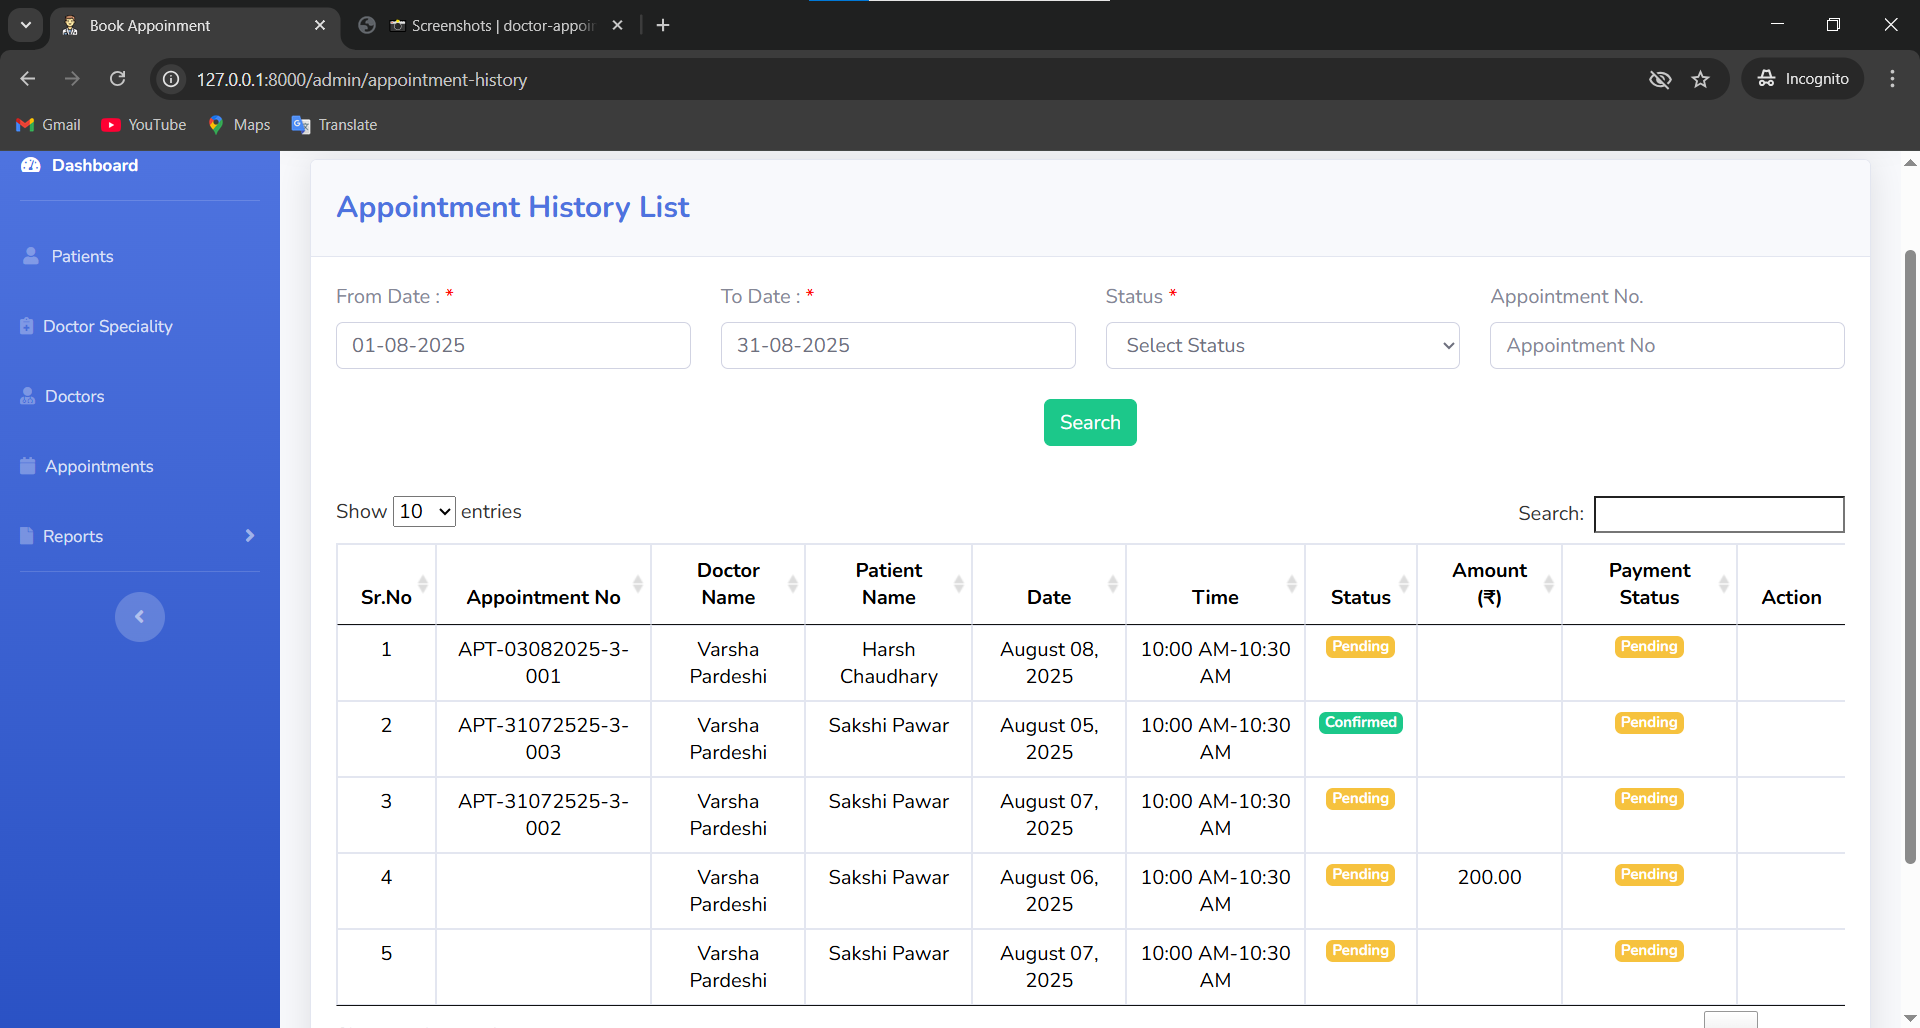 Book Appoinment
Screenshots | doctor-appoin
127.0.0.1:8000/admin/appointment-history
Incognito
Gmail
YouTube
Maps
Translate
Dashboard
Patients
Doctor Speciality
Doctors
Appointments
Reports
Appointment History List
From Date : *
To Date : *
Status *
Appointment No.
01-08-2025
31-08-2025
Select Status
Appointment No
Search
Show 10 entries
Search:
Sr.No
Appointment No
Doctor
Name
Patient
Name
Date
Time
Status
Amount
(₹)
Payment
Status
Action
1
APT-03082025-3-
001
Varsha
Pardeshi
Harsh
Chaudhary
August 08,
2025
10:00 AM-10:30
AM
Pending
Pending
2
APT-31072525-3-
003
Varsha
Pardeshi
Sakshi Pawar
August 05,
2025
10:00 AM-10:30
AM
Confirmed
Pending
3
APT-31072525-3-
002
Varsha
Pardeshi
Sakshi Pawar
August 07,
2025
10:00 AM-10:30
AM
Pending
Pending
4
Varsha
Pardeshi
Sakshi Pawar
August 06,
2025
10:00 AM-10:30
AM
Pending
200.00
Pending
5
Varsha
Pardeshi
Sakshi Pawar
August 07,
2025
10:00 AM-10:30
AM
Pending
Pending